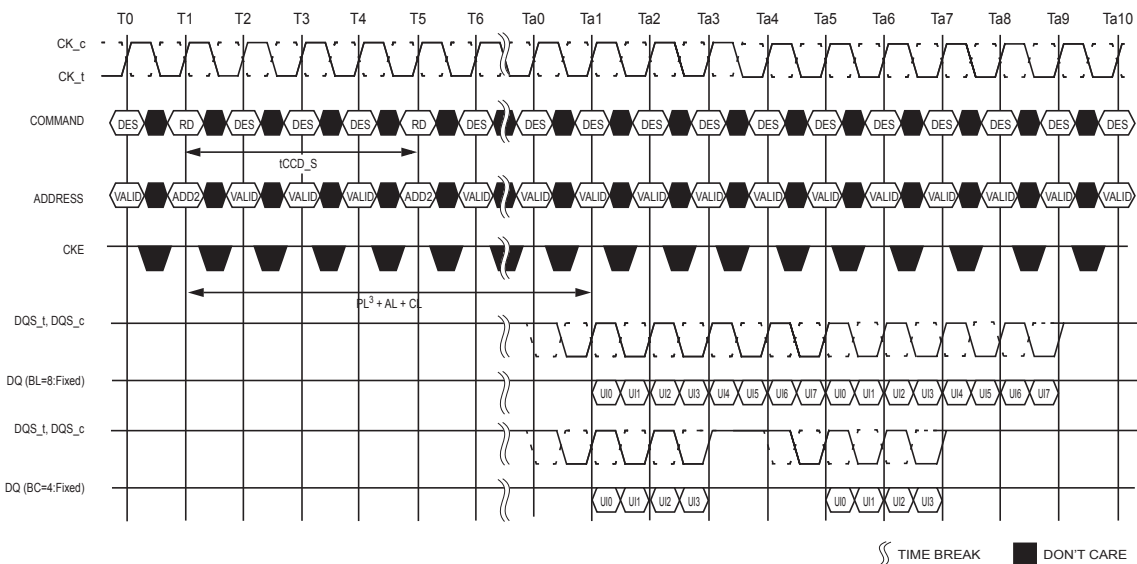 T0 T1 T2 T3 T4 T5 T6 Ta0 Ta1 Ta2 Ta3 Ta4 Ta5 Ta6 Ta7 Ta8 Ta9 Ta10
CK_c
CK_t
COMMAND DES RD DES DES DES RD DES DES DES DES DES DES DES DES DES DES DES DES
tCCD_S
ADDRESS VALID ADD2 VALID VALID VALID ADD2 VALID VALID VALID VALID VALID VALID VALID VALID VALID VALID VALID VALID
CKE
PL³ + AL + CL
DQS_t, DQS_c
DQ (BL=8:Fixed) UI0 UI1 UI2 UI3 UI4 UI5 UI6 UI7 UI0 UI1 UI2 UI3 UI4 UI5 UI6 UI7
DQS_t, DQS_c
DQ (BC=4:Fixed) UI0 UI1 UI2 UI3 UI0 UI1 UI2 UI3
TIME BREAK DON'T CARE